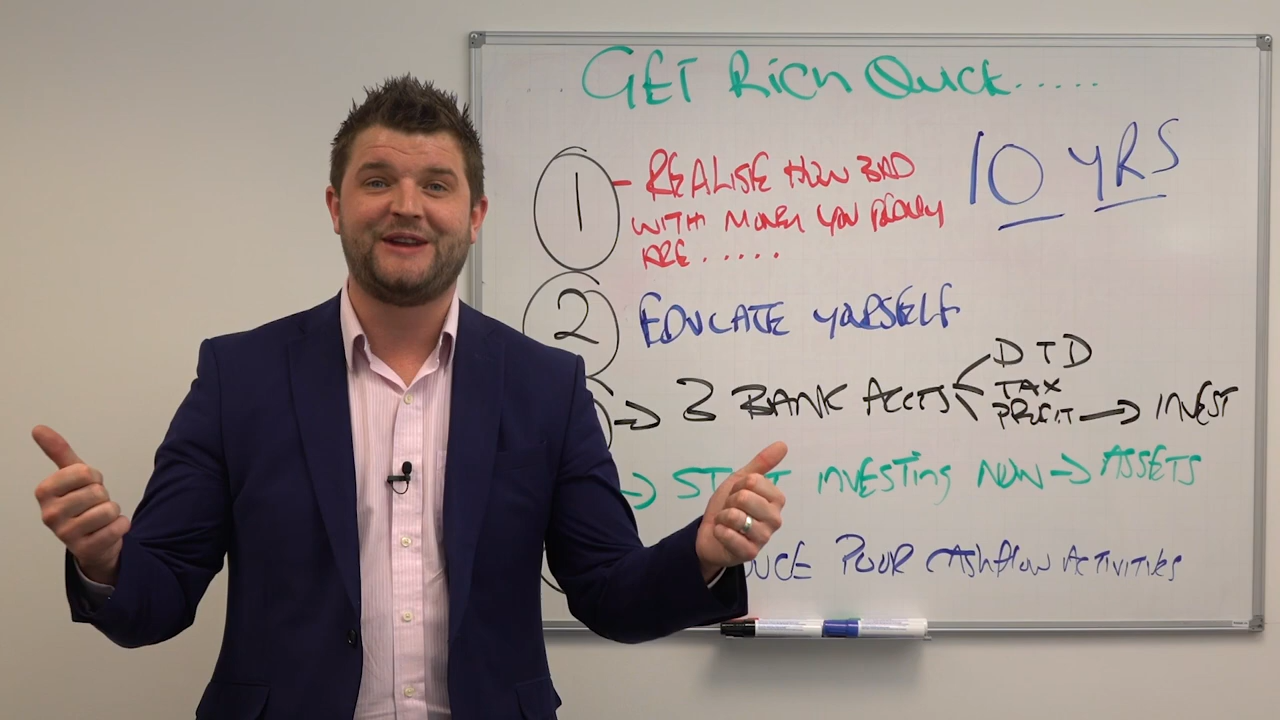 GET Rich Quick.....
10 YRS
1 - REALISE HOW BAD
WITH MONEY YOU REALLY
ARE.....
2 EDUCATE YOURSELF
→ 3 BANK ACCTS
DTD
TAX
PROFIT → INVEST
→ INVESTING NOW → ASSETS
POOR CASHFLOW ACTIVITIES